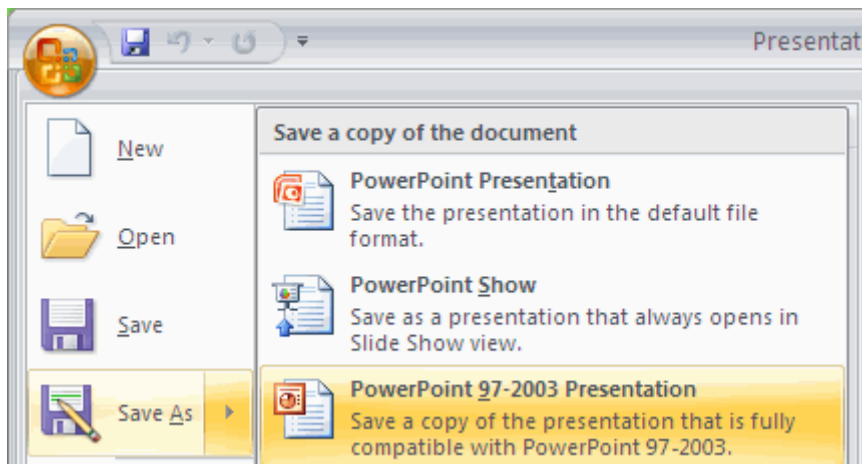 Presentat
New
Open
Save
Save As
Save a copy of the document
PowerPoint Presentation
Save the presentation in the default file
format.
PowerPoint Show
Save as a presentation that always opens in
Slide Show view.
PowerPoint 97-2003 Presentation
Save a copy of the presentation that is fully
compatible with PowerPoint 97-2003.